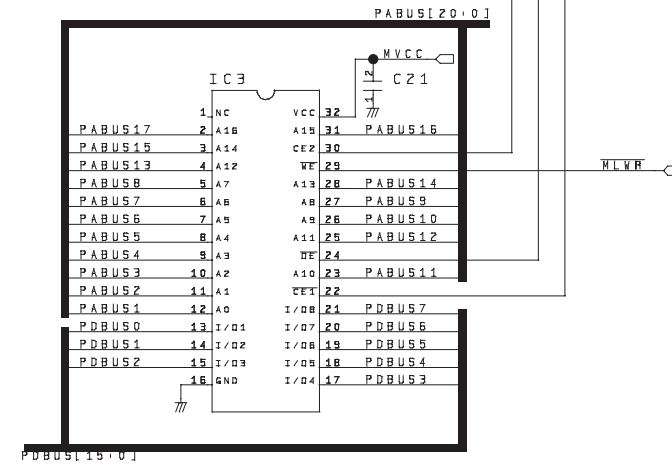 PABUS[20:0]
MVCC
2
C21
1
IC3
1 NC VCC 32
PABUS17 2 A16 A15 31 PABUS16
PABUS15 3 A14 CE2 30
PABUS13 4 A12 WE 29
MLWR
PABUS8 5 A7 A13 28 PABUS14
PABUS7 6 A6 A8 27 PABUS9
PABUS6 7 A5 A9 26 PABUS10
PABUS5 8 A4 A11 25 PABUS12
PABUS4 9 A3 OE 24
PABUS3 10 A2 A10 23 PABUS11
PABUS2 11 A1 CE1 22
PABUS1 12 A0 I/O8 21 PDBUS7
PDBUS0 13 I/O1 I/O7 20 PDBUS6
PDBUS1 14 I/O2 I/O6 19 PDBUS5
PDBUS2 15 I/O3 I/O5 18 PDBUS4
16 GND I/O4 17 PDBUS3
PDBUS[15:0]